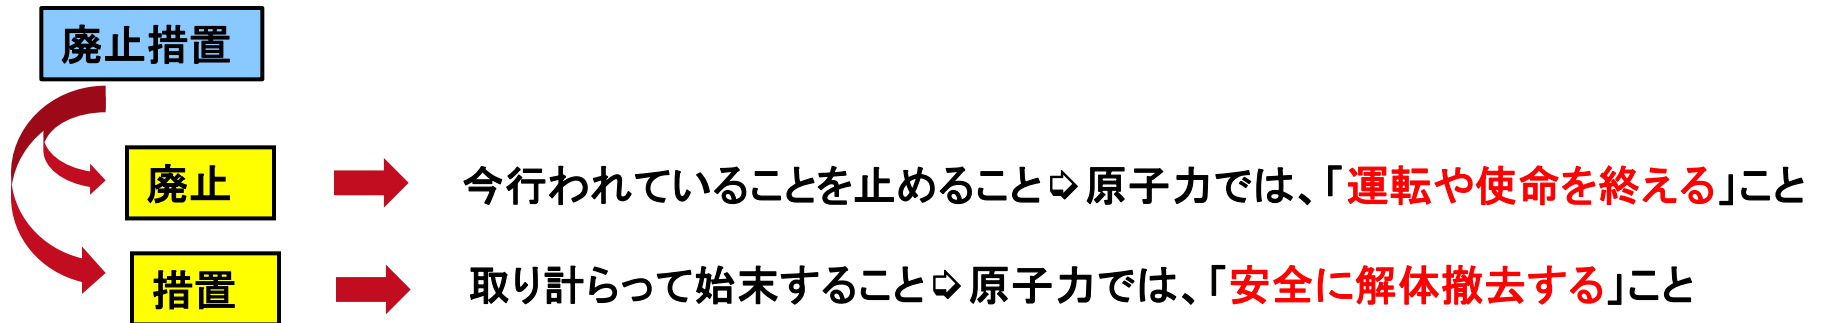 廃止措置
廃止
今行われていることを止めること➩原子力では、「運転や使命を終える」こと
措置
取り計らって始末すること➩原子力では、「安全に解体撤去する」こと